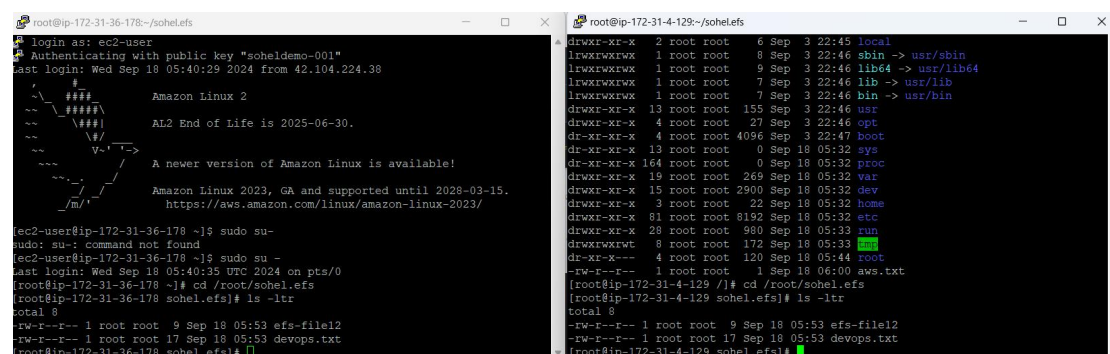 root@ip-172-31-36-178:~/sohel.efs
login as: ec2-user
Authenticating with public key "soheldemo-001"
Last login: Wed Sep 18 05:40:29 2024 from 42.104.224.38
Amazon Linux 2
AL2 End of Life is 2025-06-30.
A newer version of Amazon Linux is available!
Amazon Linux 2023, GA and supported until 2028-03-15.
https://aws.amazon.com/linux/amazon-linux-2023/
[ec2-user@ip-172-31-36-178 ~]$ sudo su-
sudo: su-: command not found
[ec2-user@ip-172-31-36-178 ~]$ sudo su -
Last login: Wed Sep 18 05:40:35 UTC 2024 on pts/0
[root@ip-172-31-36-178 ~]# cd /root/sohel.efs
[root@ip-172-31-36-178 sohel.efs]# ls -ltr
total 8
-rw-r--r-- 1 root root 9 Sep 18 05:53 efs-file12
-rw-r--r-- 1 root root 17 Sep 18 05:53 devops.txt
[root@ip-172-31-36-178 sohel.efs]#
root@ip-172-31-4-129:~/sohel.efs
drwxr-xr-x 2 root root 6 Sep 3 22:45 local
lrwxrwxrwx 1 root root 8 Sep 3 22:46 sbin -> usr/sbin
lrwxrwxrwx 1 root root 9 Sep 3 22:46 lib64 -> usr/lib64
lrwxrwxrwx 1 root root 7 Sep 3 22:46 lib -> usr/lib
lrwxrwxrwx 1 root root 7 Sep 3 22:46 bin -> usr/bin
drwxr-xr-x 13 root root 155 Sep 3 22:46 usr
drwxr-xr-x 4 root root 27 Sep 3 22:46 opt
dr-xr-xr-x 4 root root 4096 Sep 3 22:47 boot
dr-xr-xr-x 13 root root 0 Sep 18 05:32 sys
dr-xr-xr-x 164 root root 0 Sep 18 05:32 proc
drwxr-xr-x 19 root root 269 Sep 18 05:32 var
drwxr-xr-x 15 root root 2900 Sep 18 05:32 dev
drwxr-xr-x 3 root root 22 Sep 18 05:32 home
drwxr-xr-x 81 root root 8192 Sep 18 05:32 etc
drwxr-xr-x 28 root root 980 Sep 18 05:33 run
drwxrwxrwt 8 root root 172 Sep 18 05:33 tmp
dr-xr-x--- 4 root root 120 Sep 18 05:44 root
-rw-r--r-- 1 root root 1 Sep 18 06:00 aws.txt
[root@ip-172-31-4-129 /]# cd /root/sohel.efs
[root@ip-172-31-4-129 sohel.efs]# ls -ltr
total 8
-rw-r--r-- 1 root root 9 Sep 18 05:53 efs-file12
-rw-r--r-- 1 root root 17 Sep 18 05:53 devops.txt
[root@ip-172-31-4-129 sohel.efs]#